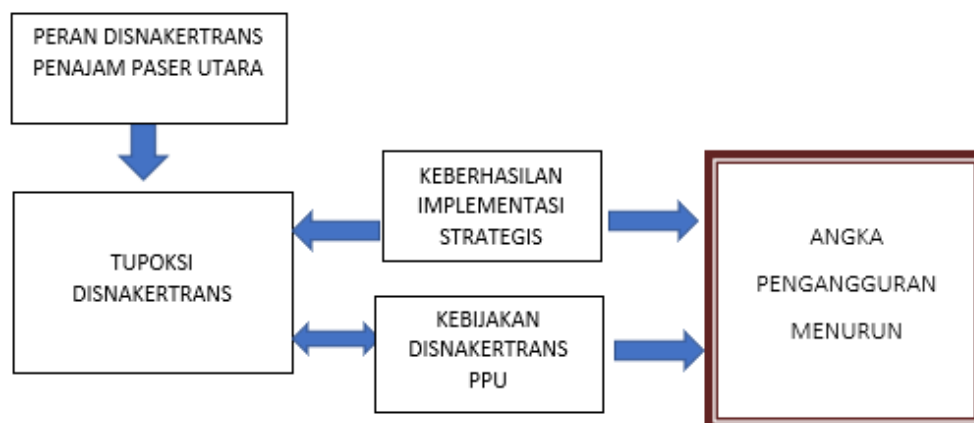 PERAN DISNAKERTRANS
PENAJAM PASER UTARA
TUPOKSI
DISNAKERTRANS
KEBERHASILAN
IMPLEMENTASI
STRATEGIS
KEBIJAKAN
DISNAKERTRANS
PPU
ANGKA
PENGANGGURAN
MENURUN